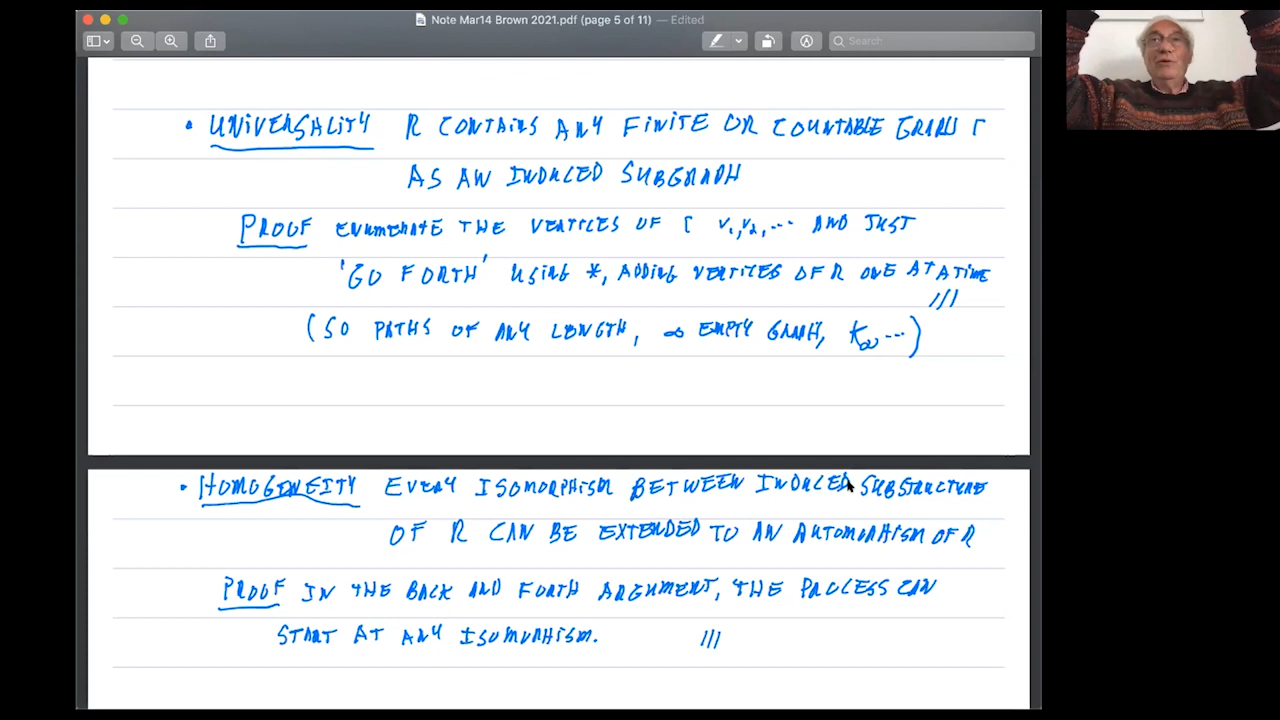 Note Mar14 Brown 2021.pdf (page 5 of 11) — Edited
Search
• UNIVERSALITY R CONTAINS ANY FINITE OR COUNTABLE GRAPH Γ
AS AN INDUCED SUBGRAPH
PROOF ENUMERATE THE VERTICES OF Γ v₁, v₂, ... AND JUST
'GO FORTH' USING *, ADDING VERTICES OF R ONE AT A TIME
///
(SO PATHS OF ANY LENGTH, ∞ EMPTY GRAPH, K∞ ...)
• HOMOGENEITY EVERY ISOMORPHISM BETWEEN INDUCED SUBSTRUCTURE
OF R CAN BE EXTENDED TO AN AUTOMORPHISM OF R
PROOF IN THE BACK AND FORTH ARGUMENT, THE PROCESS CAN
START AT ANY ISOMORPHISM. ///